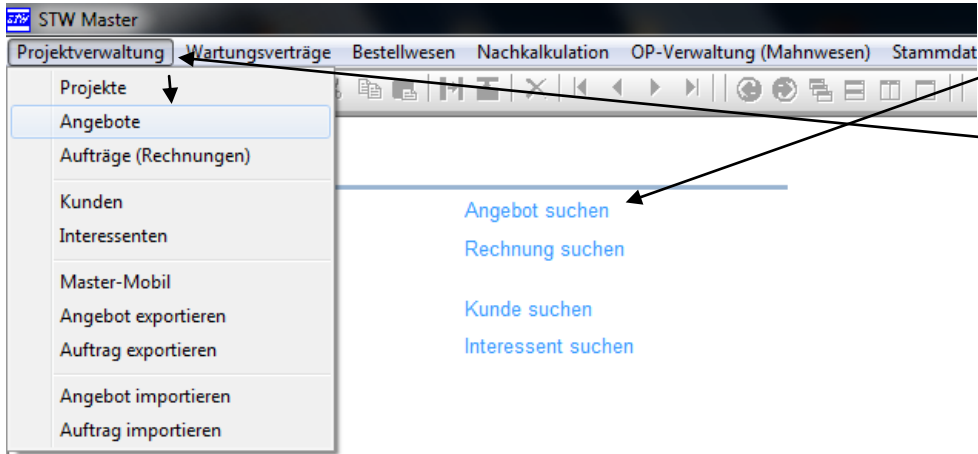 STW STW Master
Projektverwaltung Wartungsverträge Bestellwesen Nachkalkulation OP-Verwaltung (Mahnwesen) Stammdat
Projekte
Angebote
Aufträge (Rechnungen)
Kunden
Interessenten
Master-Mobil
Angebot exportieren
Auftrag exportieren
Angebot importieren
Auftrag importieren
Angebot suchen
Rechnung suchen
Kunde suchen
Interessent suchen